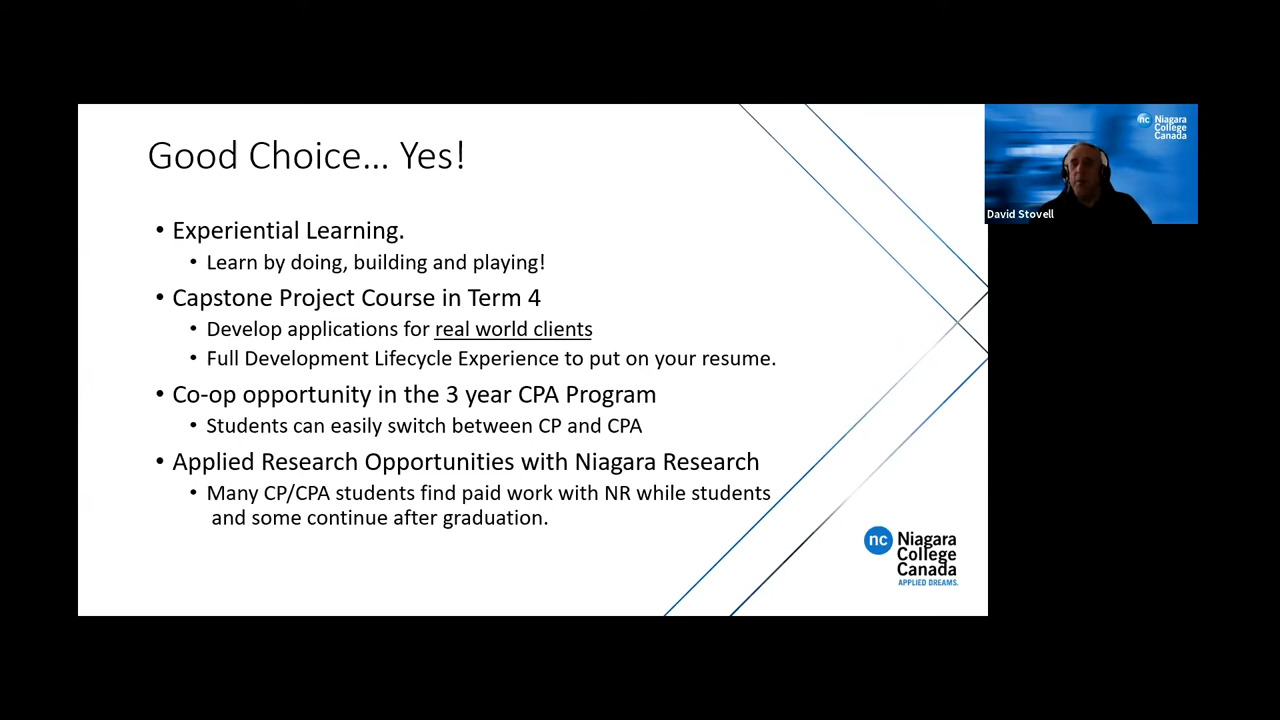 Good Choice... Yes!
• Experiential Learning.
• Learn by doing, building and playing!
• Capstone Project Course in Term 4
• Develop applications for real world clients
• Full Development Lifecycle Experience to put on your resume.
• Co-op opportunity in the 3 year CPA Program
• Students can easily switch between CP and CPA
• Applied Research Opportunities with Niagara Research
• Many CP/CPA students find paid work with NR while students
and some continue after graduation.
nc Niagara
College
Canada
APPLIED DREAMS.
nc Niagara
College
Canada
David Stovell